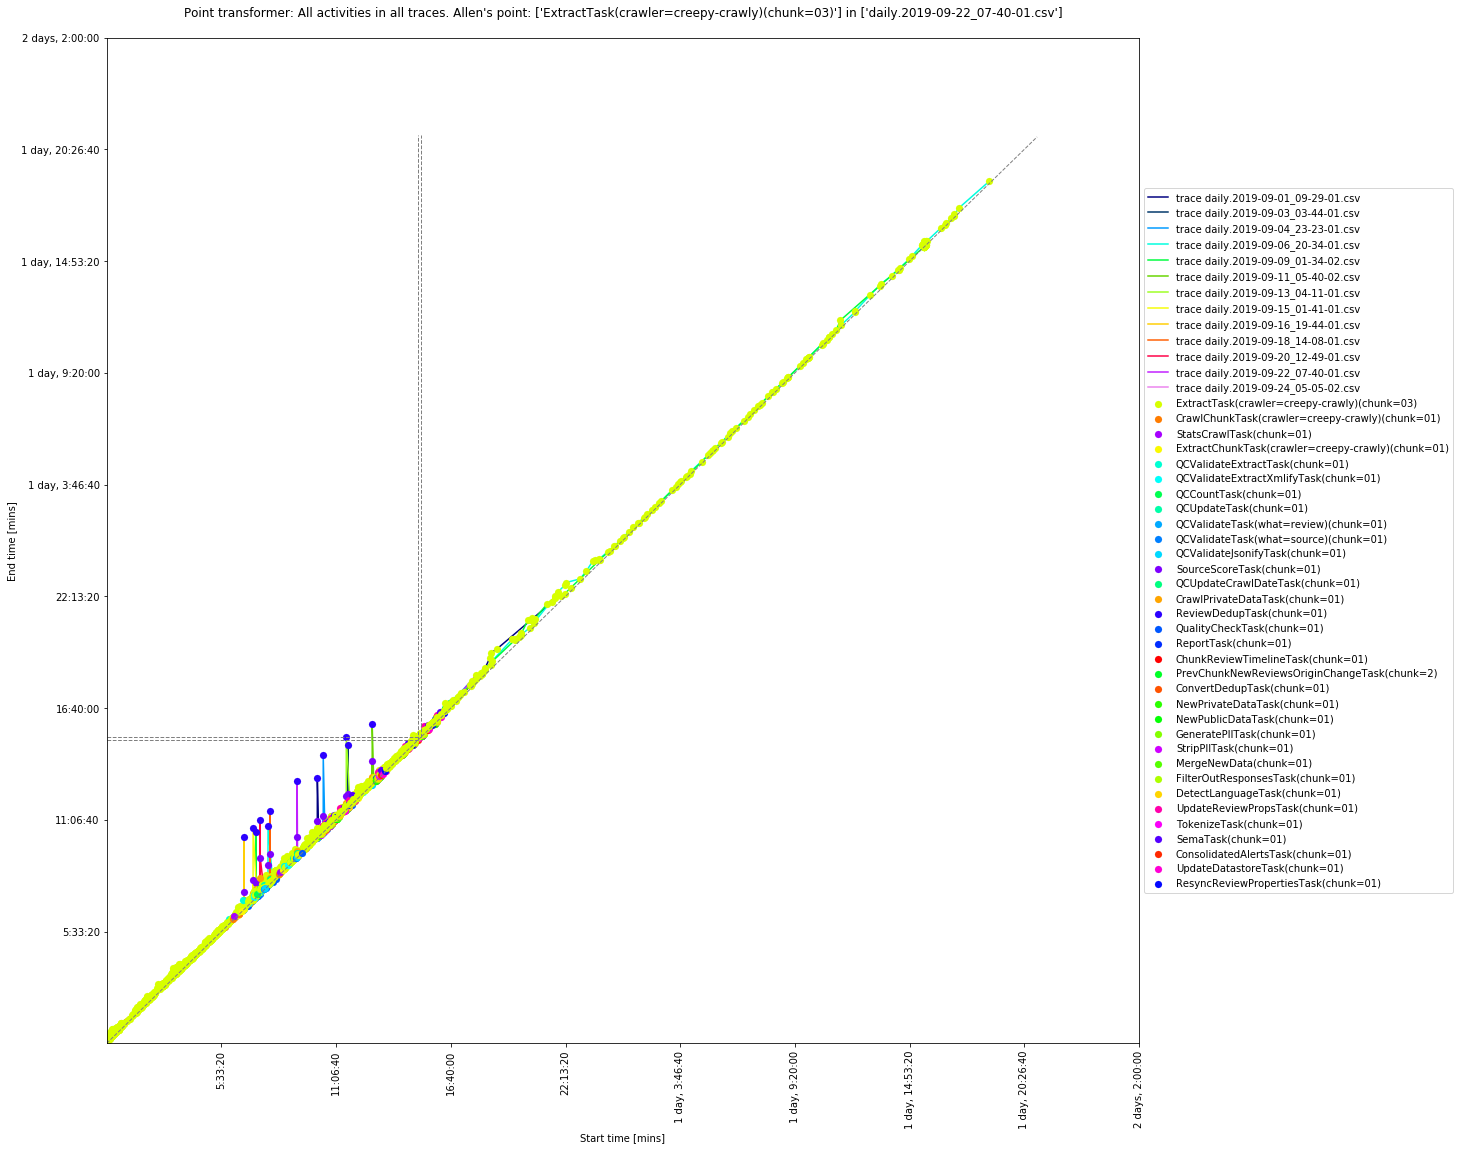 Point transformer: All activities in all traces. Allen's point: ['ExtractTask(crawler=creepy-crawly)(chunk=03)'] in ['daily.2019-09-22_07-40-01.csv']
2 days, 2:00:00
1 day, 20:26:40
1 day, 14:53:20
1 day, 9:20:00
1 day, 3:46:40
22:13:20
16:40:00
11:06:40
5:33:20
End time [mins]
5:33:20
11:06:40
16:40:00
22:13:20
1 day, 3:46:40
1 day, 9:20:00
1 day, 14:53:20
1 day, 20:26:40
2 days, 2:00:00
Start time [mins]
trace daily.2019-09-01_09-29-01.csv
trace daily.2019-09-03_03-44-01.csv
trace daily.2019-09-04_23-23-01.csv
trace daily.2019-09-06_20-34-01.csv
trace daily.2019-09-09_01-34-02.csv
trace daily.2019-09-11_05-40-02.csv
trace daily.2019-09-13_04-11-01.csv
trace daily.2019-09-15_01-41-01.csv
trace daily.2019-09-16_19-44-01.csv
trace daily.2019-09-18_14-08-01.csv
trace daily.2019-09-20_12-49-01.csv
trace daily.2019-09-22_07-40-01.csv
trace daily.2019-09-24_05-05-02.csv
ExtractTask(crawler=creepy-crawly)(chunk=03)
CrawlChunkTask(crawler=creepy-crawly)(chunk=01)
StatsCrawlTask(chunk=01)
ExtractChunkTask(crawler=creepy-crawly)(chunk=01)
QCValidateExtractTask(chunk=01)
QCValidateExtractXmlifyTask(chunk=01)
QCCountTask(chunk=01)
QCUpdateTask(chunk=01)
QCValidateTask(what=review)(chunk=01)
QCValidateTask(what=source)(chunk=01)
QCValidateJsonifyTask(chunk=01)
SourceScoreTask(chunk=01)
QCUpdateCrawlDateTask(chunk=01)
CrawlPrivateDataTask(chunk=01)
ReviewDedupTask(chunk=01)
QualityCheckTask(chunk=01)
ReportTask(chunk=01)
ChunkReviewTimelineTask(chunk=01)
PrevChunkNewReviewsOriginChangeTask(chunk=2)
ConvertDedupTask(chunk=01)
NewPrivateDataTask(chunk=01)
NewPublicDataTask(chunk=01)
GeneratePIITask(chunk=01)
StripPIITask(chunk=01)
MergeNewData(chunk=01)
FilterOutResponsesTask(chunk=01)
DetectLanguageTask(chunk=01)
UpdateReviewPropsTask(chunk=01)
TokenizeTask(chunk=01)
SemaTask(chunk=01)
ConsolidatedAlertsTask(chunk=01)
UpdateDatastoreTask(chunk=01)
ResyncReviewPropertiesTask(chunk=01)